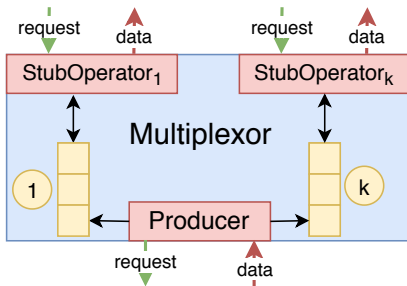 request data request data
StubOperator1 StubOperatork
Multiplexor
1 k
Producer
request data